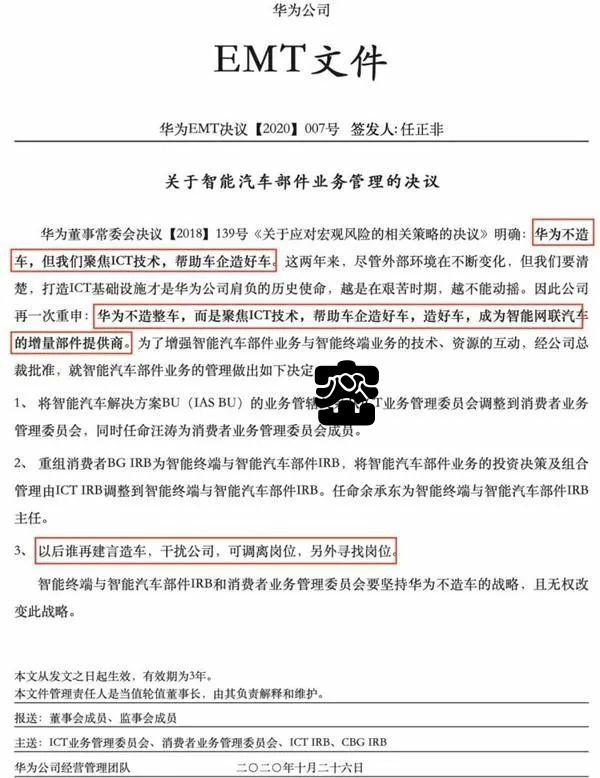 华为公司
EMT文件
华为EMT决议【2020】007号 签发人:任正非
关于智能汽车部件业务管理的决议
华为董事常委会决议【2018】139号《关于应对宏观风险的相关策略的决议》明确:华为不造
车,但我们聚焦ICT技术,帮助车企造好车。这两年来,尽管外部环境在不断变化,但我们要清
楚,打造ICT基础设施才是华为公司肩负的历史使命,越是在艰苦时期,越不能动摇。因此公司
再一次重申:华为不造整车,而是聚焦ICT技术,帮助车企造好车,造好车,成为智能网联汽车
的增量部件提供商。为了增强智能汽车部件业务与智能终端业务的技术、资源的互动,经公司总
裁批准,就智能汽车部件业务的管理做出如下决定
1、 将智能汽车解决方案BU(IAS BU)的业务管辖 T业务管理委员会调整到消费者业务
管理委员会,同时任命汪涛为消费者业务管理委员会成员。
2、 重组消费者BG IRB为智能终端与智能汽车部件IRB,将智能汽车部件业务的投资决策及组合
管理由ICT IRB调整到智能终端与智能汽车部件IRB。任命余承东为智能终端与智能汽车部件IRB
主任。
3、 以后谁再建言造车,干扰公司,可调离岗位,另外寻找岗位。
智能终端与智能汽车部件IRB和消费者业务管理委员会要坚持华为不造车的战略,且无权改
变此战略。
本文从发文之日起生效,有效期为3年。
本文件管理责任人是当值轮值董事长,由其负责解释和维护。
报送:董事会成员、监事会成员
主送:ICT业务管理委员会、消费者业务管理委员会、ICT IRB、CBG IRB
华为公司经营管理团队 二〇二〇年十月二十六日